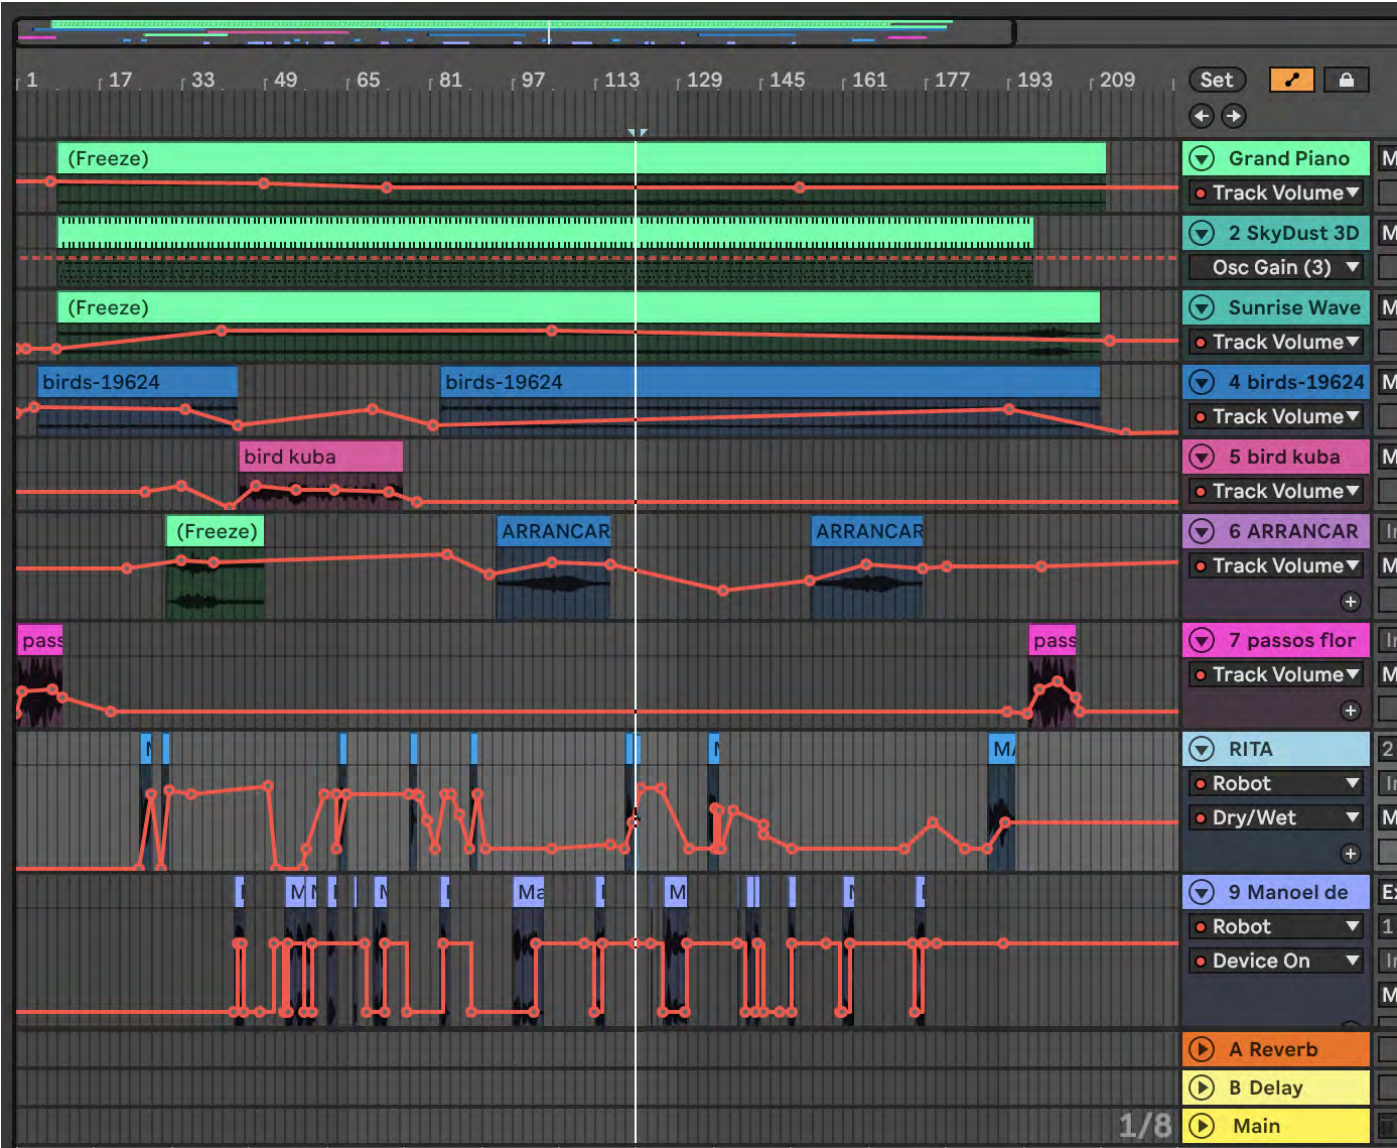 1 17 33 49 65 81 97 113 129 145 161 177 193 209 Set
(Freeze) Grand Piano M
Track Volume
2 SkyDust 3D M
Osc Gain (3)
(Freeze) Sunrise Wave M
Track Volume
birds-19624 birds-19624 4 birds-19624 M
Track Volume
bird kuba 5 bird kuba M
Track Volume
(Freeze) ARRANCAR ARRANCAR 6 ARRANCAR
Track Volume M
pass pass 7 passos flor
Track Volume M
RITA 2
Robot
Dry/Wet M
M M Ma M 9 Manoel de
Robot 1
Device On
M
A Reverb
B Delay
1/8 Main